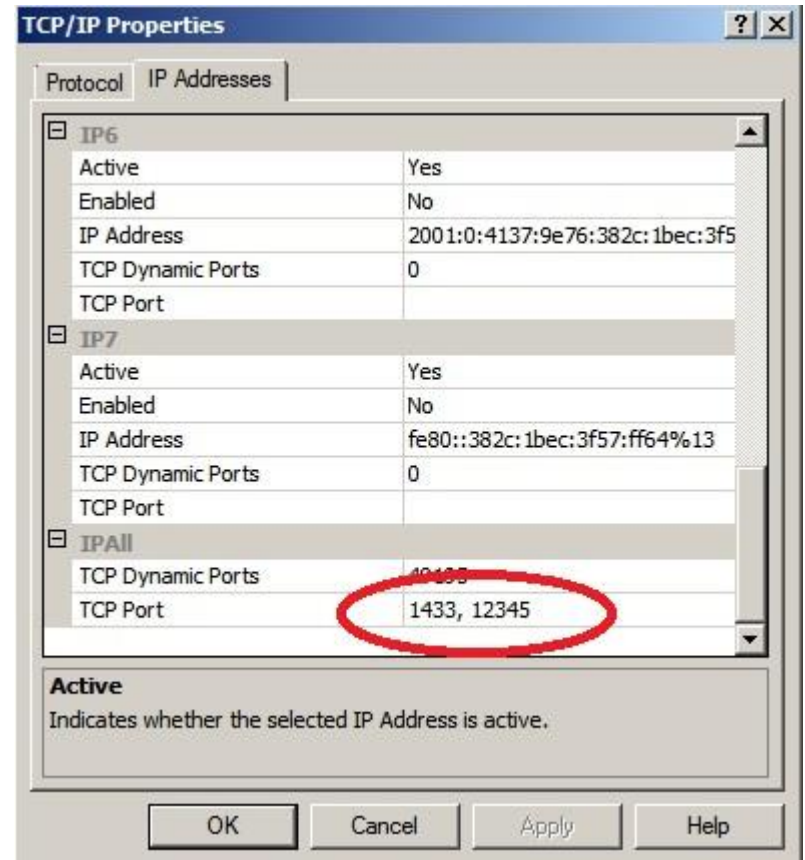 TCP/IP Properties
Protocol IP Addresses
IP6
Active Yes
Enabled No
IP Address 2001:0:4137:9e76:382c:1bec:3f5
TCP Dynamic Ports 0
TCP Port
IP7
Active Yes
Enabled No
IP Address fe80::382c:1bec:3f57:ff64%13
TCP Dynamic Ports 0
TCP Port
IPAll
TCP Dynamic Ports
TCP Port 1433, 12345
Active
Indicates whether the selected IP Address is active.
OK Cancel Apply Help